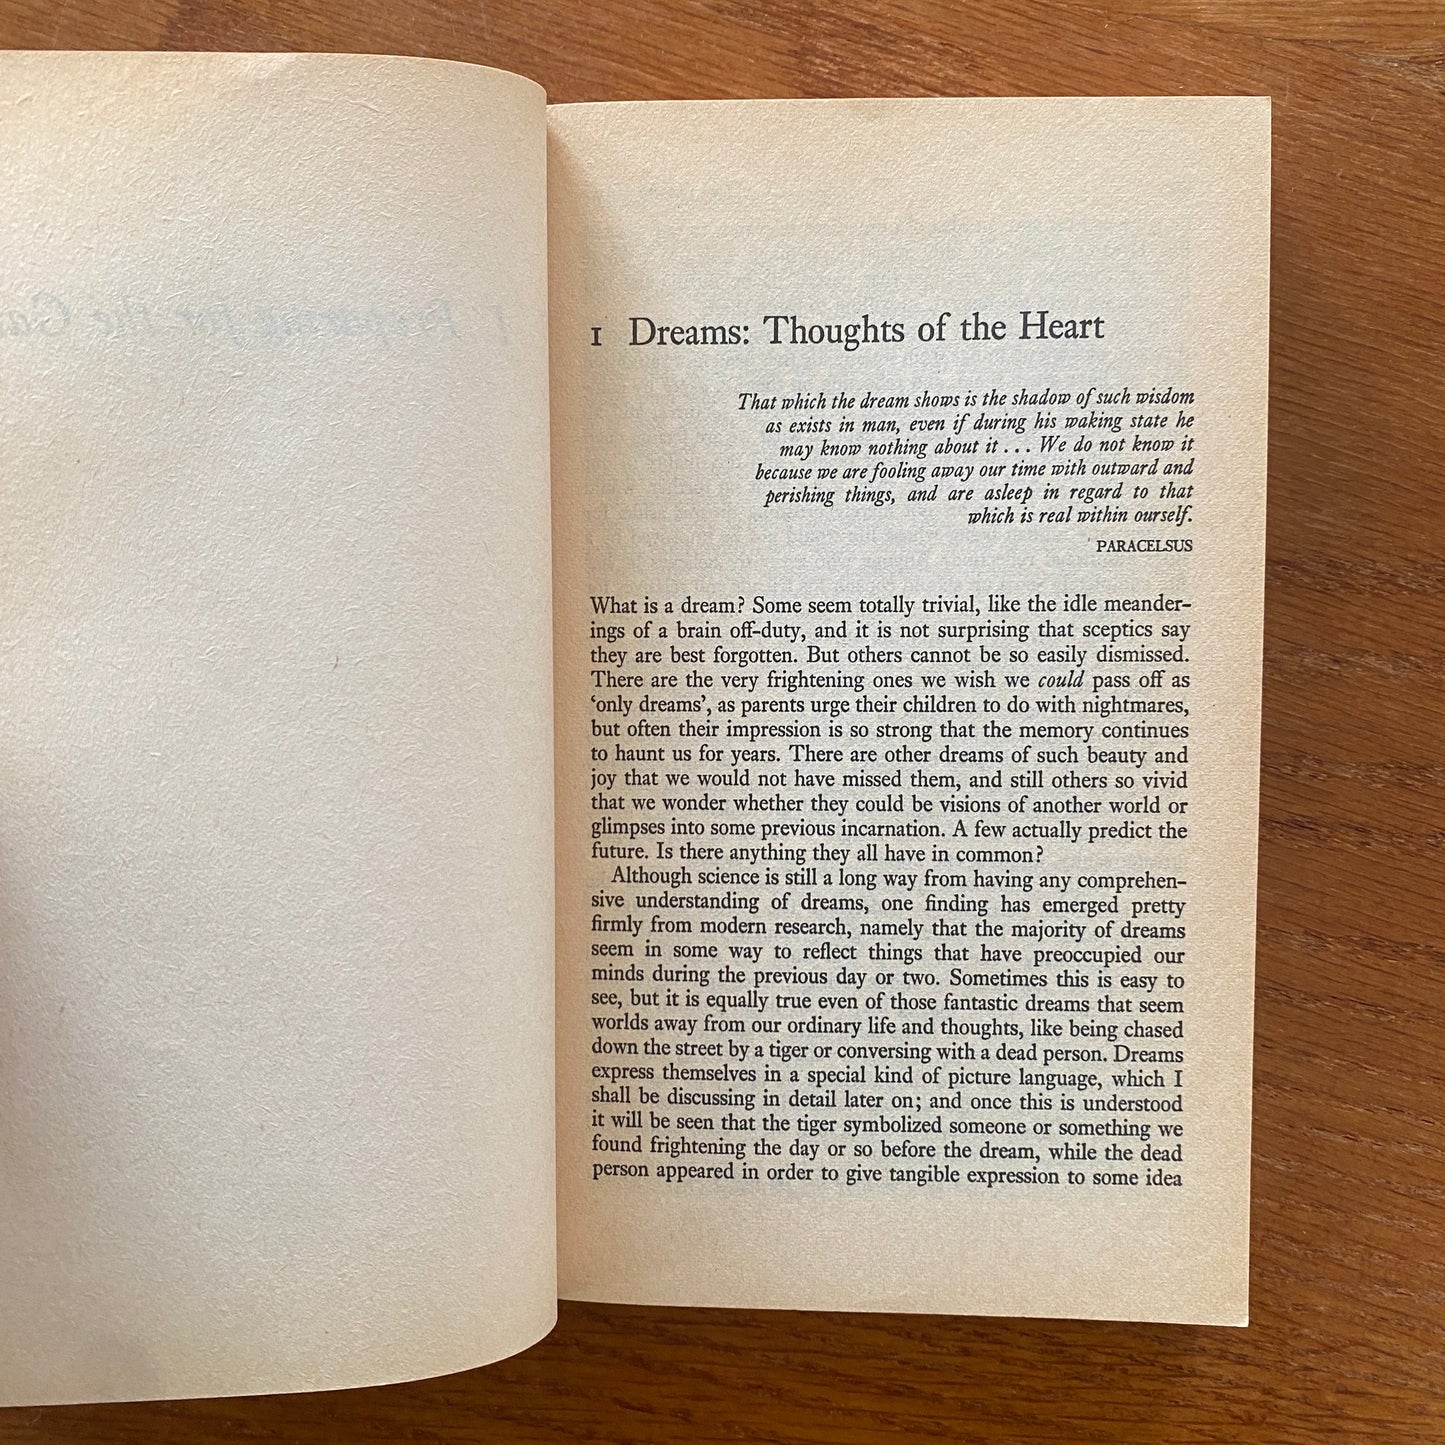 1 Dreams: Thoughts of the Heart
That which the dream shows is the shadow of such wisdom
as exists in man, even if during his waking state he
may know nothing about it . . . We do not know it
because we are fooling away our time with outward and
perishing things, and are asleep in regard to that
which is real within ourself.
PARACELSUS
What is a dream? Some seem totally trivial, like the idle meander-
ings of a brain off-duty, and it is not surprising that sceptics say
they are best forgotten. But others cannot be so easily dismissed.
There are the very frightening ones we wish we could pass off as
‘only dreams’, as parents urge their children to do with nightmares,
but often their impression is so strong that the memory continues
to haunt us for years. There are other dreams of such beauty and
joy that we would not have missed them, and still others so vivid
that we wonder whether they could be visions of another world or
glimpses into some previous incarnation. A few actually predict the
future. Is there anything they all have in common?
Although science is still a long way from having any comprehen-
sive understanding of dreams, one finding has emerged pretty
firmly from modern research, namely that the majority of dreams
seem in some way to reflect things that have preoccupied our
minds during the previous day or two. Sometimes this is easy to
see, but it is equally true even of those fantastic dreams that seem
worlds away from our ordinary life and thoughts, like being chased
down the street by a tiger or conversing with a dead person. Dreams
express themselves in a special kind of picture language, which I
shall be discussing in detail later on; and once this is understood
it will be seen that the tiger symbolized someone or something we
found frightening the day or so before the dream, while the dead
person appeared in order to give tangible expression to some idea